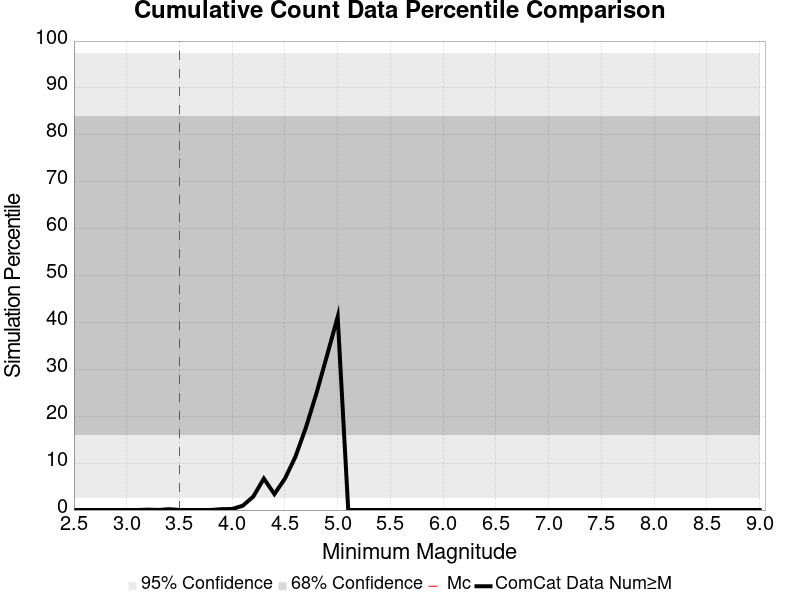 Cumulative Count Data Percentile Comparison
100
90
80
70
60
50
40
30
20
10
0
Simulation Percentile
2.5 3.0 3.5 4.0 4.5 5.0 5.5 6.0 6.5 7.0 7.5 8.0 8.5 9.0
Minimum Magnitude
95% Confidence 68% Confidence Mc ComCat Data Num≥M